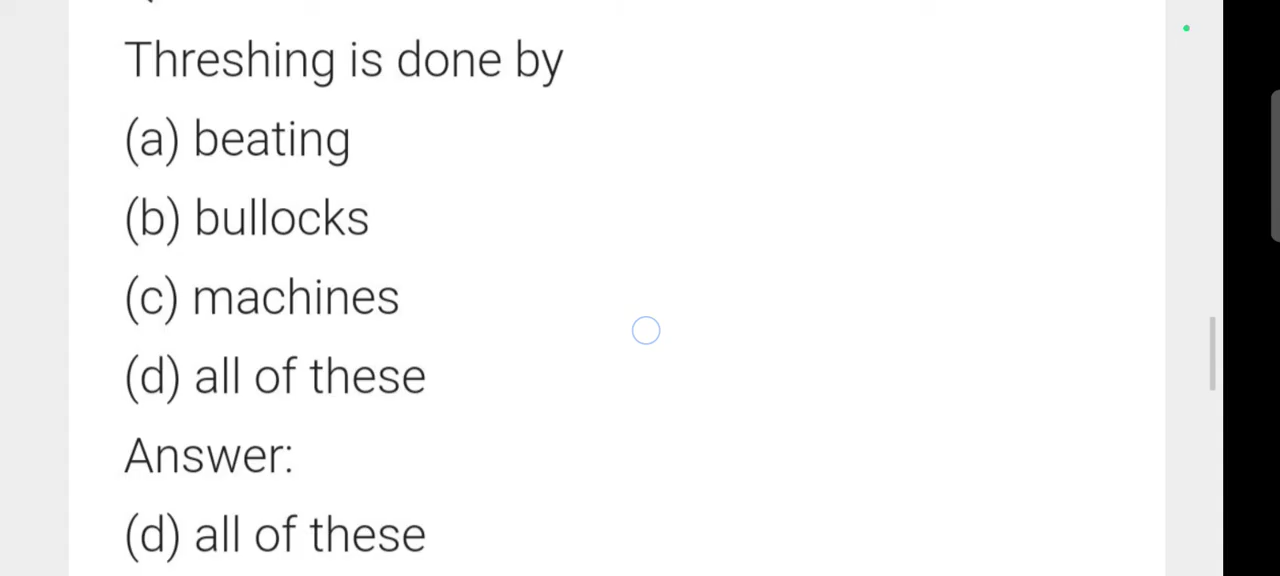 Threshing is done by
(a) beating
(b) bullocks
(c) machines
(d) all of these
Answer:
(d) all of these